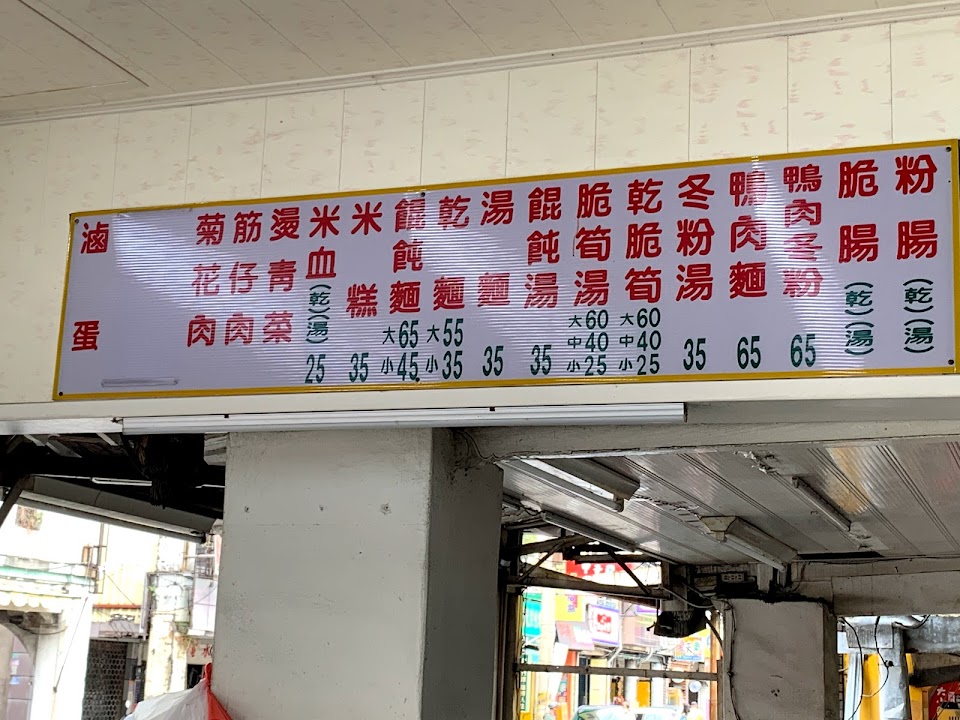 粉腸(乾)(湯)
脆腸(乾)(湯)
鴨肉冬粉 65
鴨肉麵 65
冬粉湯 35
乾脆筍 大60 中40 小25
脆筍湯 大60 中40 小25
餛飩湯 35
湯麵 35
乾麵 大55 小35
餛飩麵 大65 小45
米糕 35
米血(乾)(湯) 25
燙青菜
筋仔肉
菊花肉
滷蛋